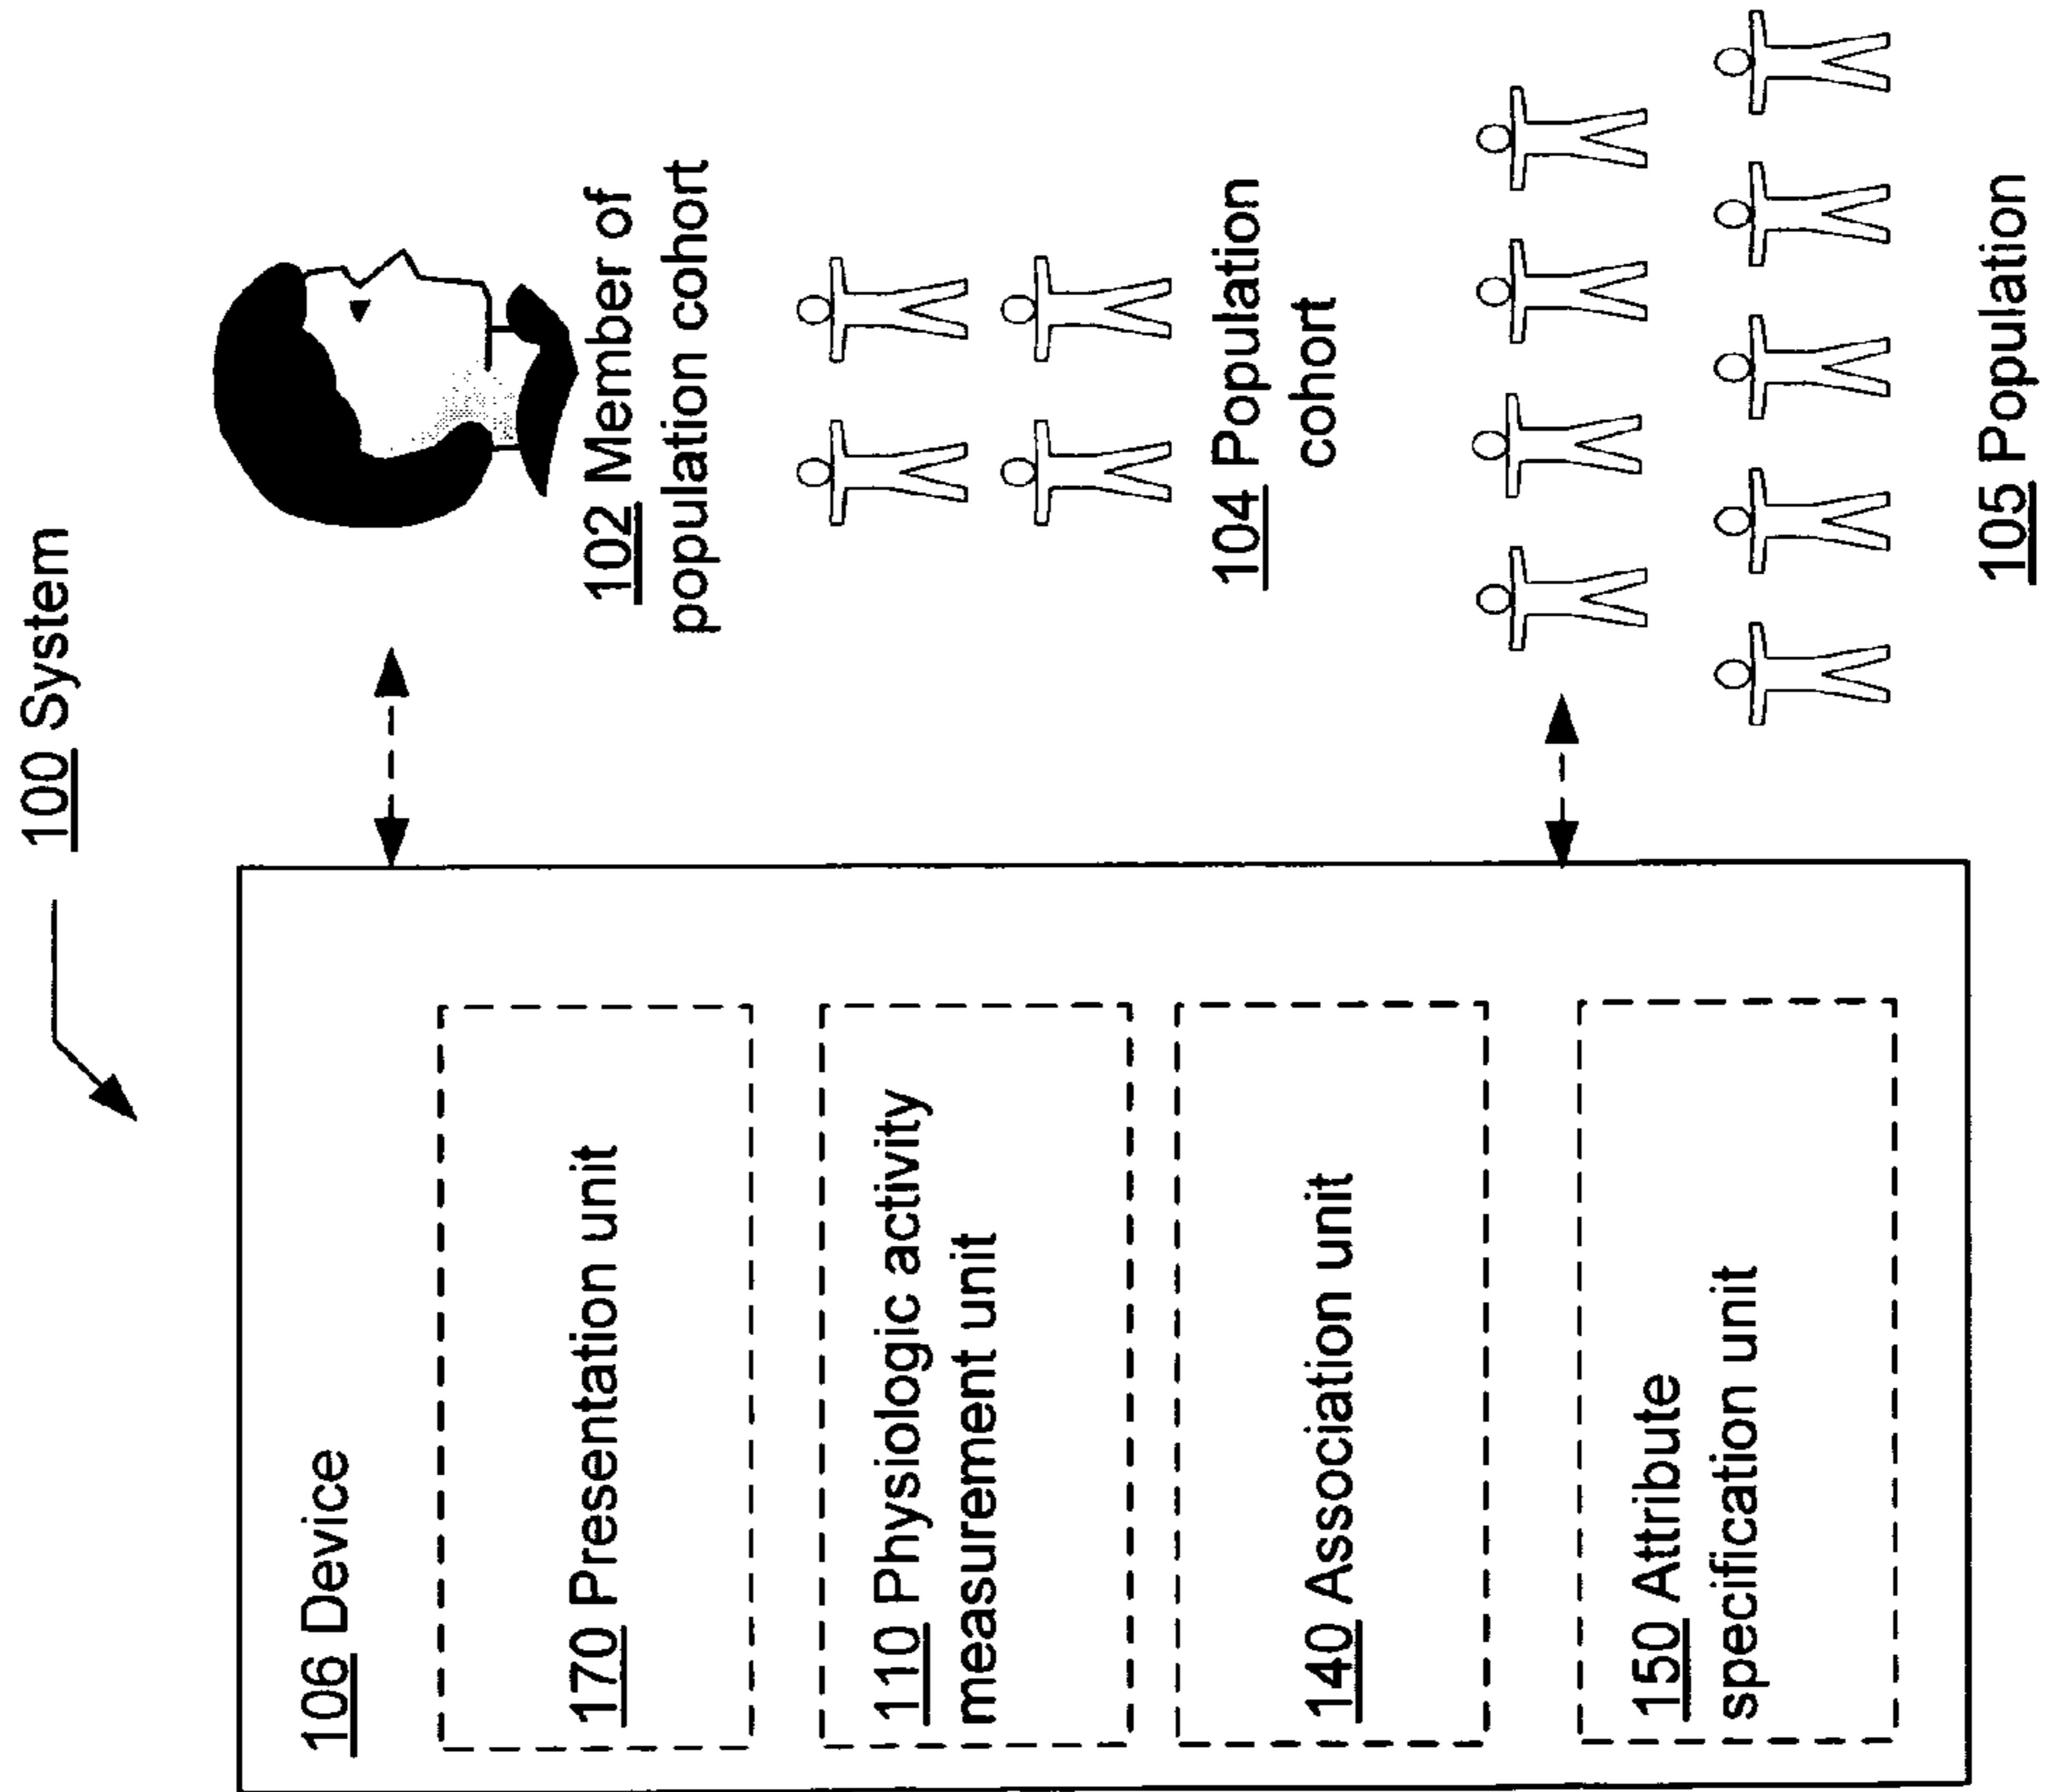 100 System
106 Device
170 Presentation unit
110 Physiologic activity
measurement unit
140 Association unit
150 Attribute
specification unit
102 Member of
population cohort
104 Population
cohort
105 Population